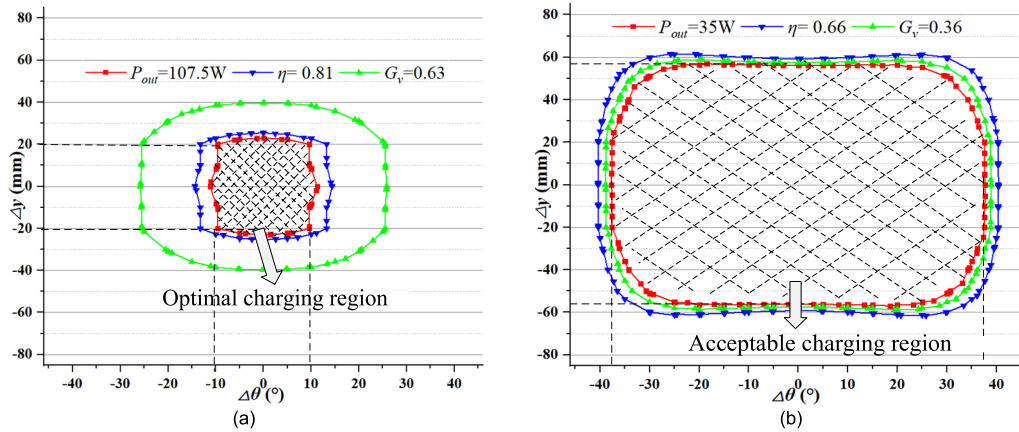 P_out=107.5W η= 0.81 G_v=0.63
80
60
40
20
0
-20
-40
-60
-80
Δy (mm)
Optimal charging region
-40 -30 -20 -10 0 10 20 30 40
Δθ (°)
(a)
P_out=35W η= 0.66 G_v=0.36
80
60
40
20
0
-20
-40
-60
-80
Δy (mm)
Acceptable charging region
-40 -30 -20 -10 0 10 20 30 40
Δθ (°)
(b)